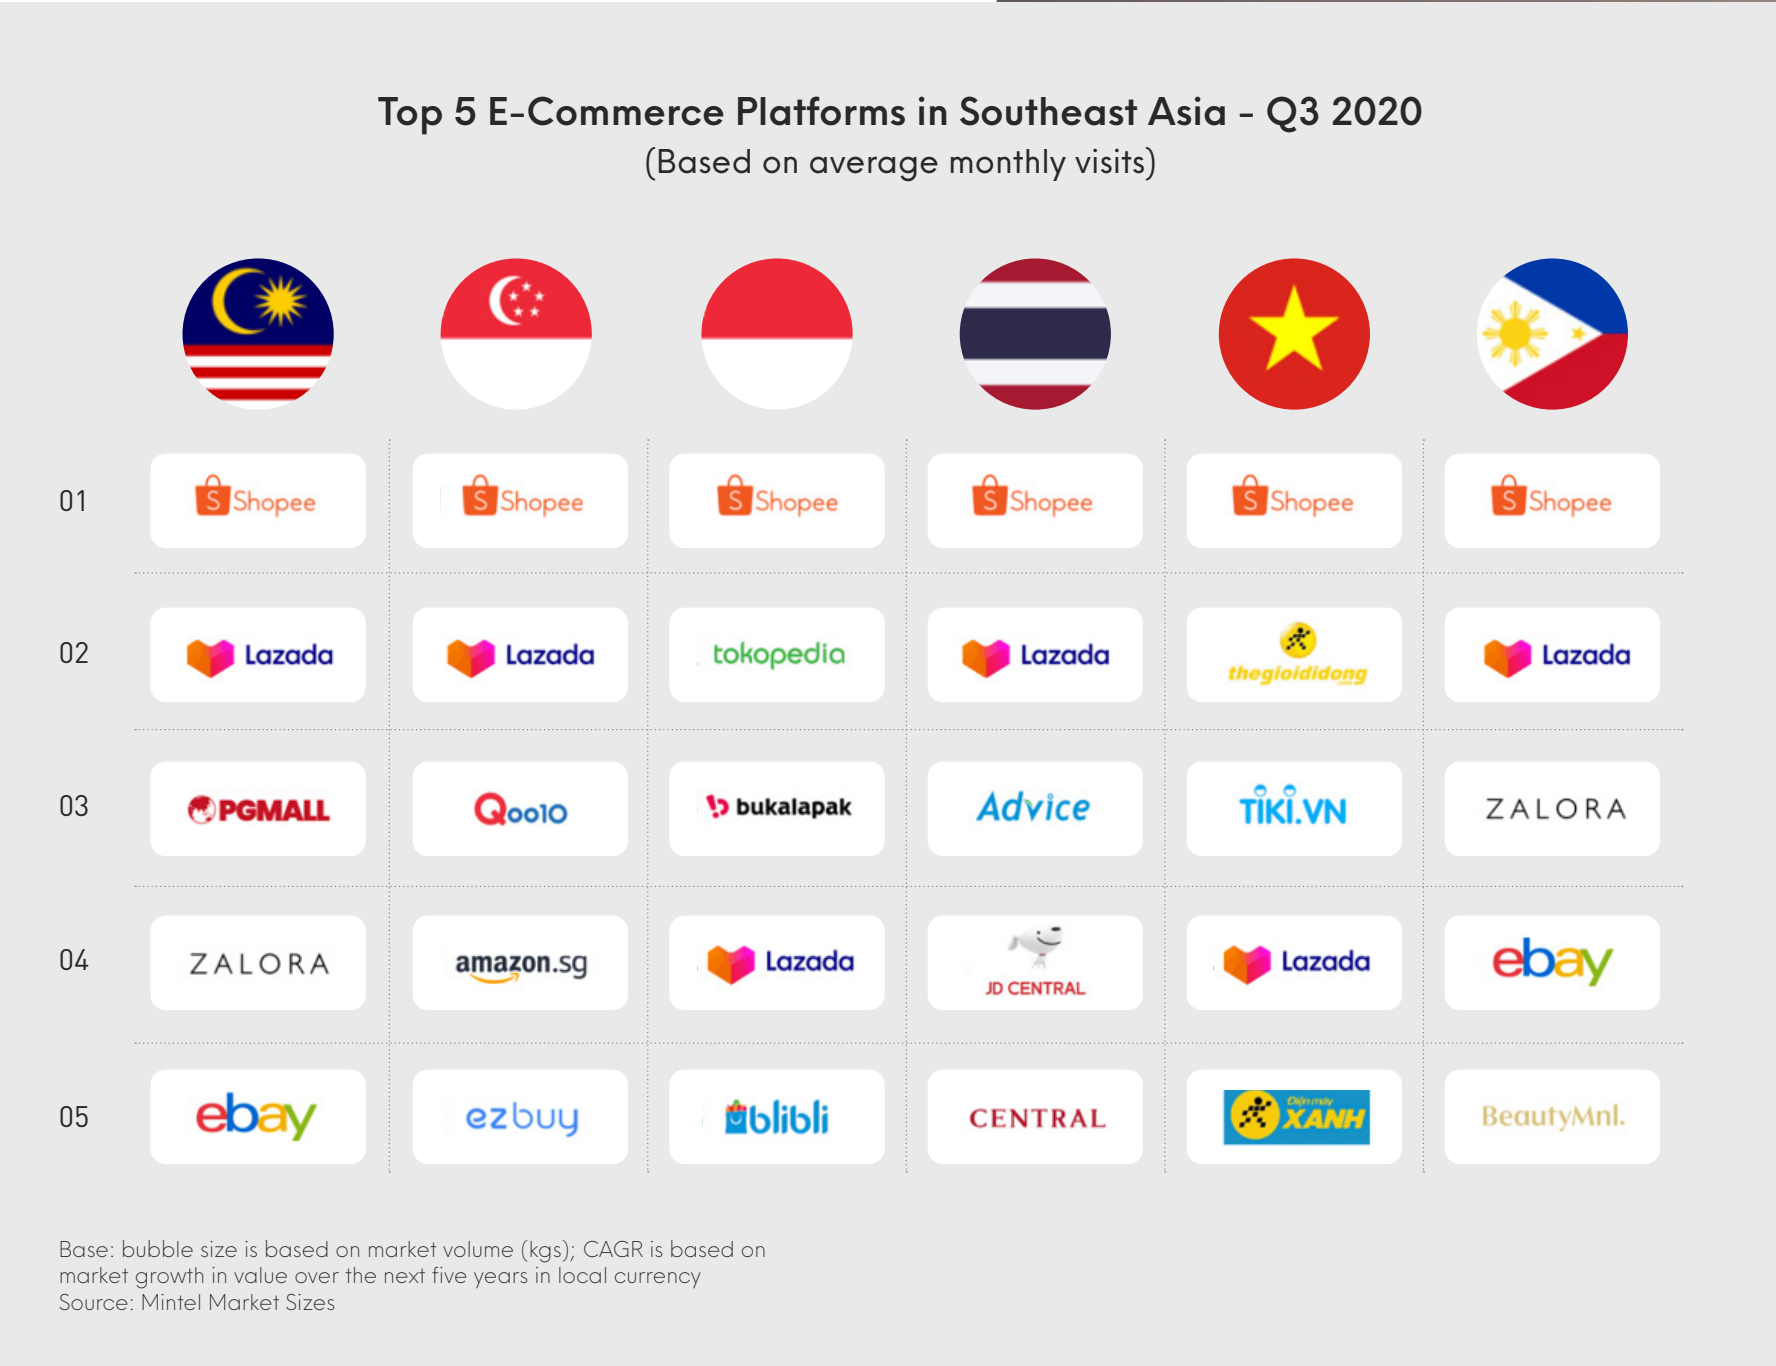 Top 5 E-Commerce Platforms in Southeast Asia - Q3 2020
(Based on average monthly visits)
01
S Shopee
S Shopee
S Shopee
S Shopee
S Shopee
S Shopee
02
Lazada
Lazada
tokopedia
Lazada
thegioididong
.com
Lazada
03
PGMALL
Qoo10
bukalapak
Advice
TIKI.VN
ZALORA
04
ZALORA
amazon.sg
Lazada
JD CENTRAL
Lazada
ebay
05
ebay
ezbuy
blibli
CENTRAL
Điện máy
XANH
BeautyMnl.
Base: bubble size is based on market volume (kgs); CAGR is based on
market growth in value over the next five years in local currency
Source: Mintel Market Sizes